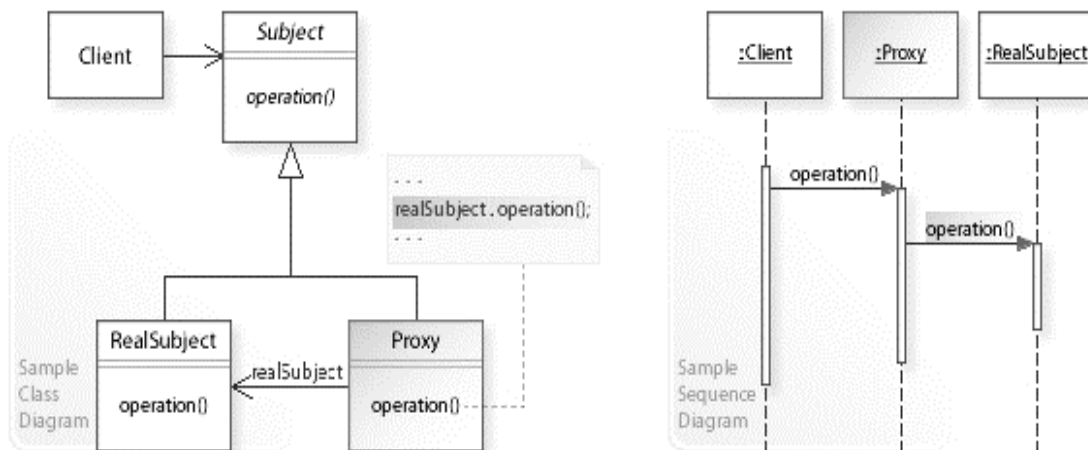 Client
Subject
operation()
. . .
realSubject.operation();
. . .
RealSubject
operation()
realSubject
Proxy
operation()
Sample
Class
Diagram
:Client
:Proxy
:RealSubject
operation()
operation()
Sample
Sequence
Diagram